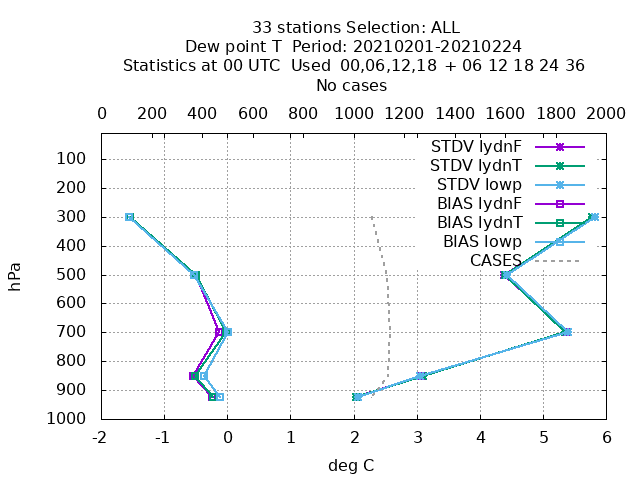 33 stations Selection: ALL
Dew point T  Period: 20210201-20210224
Statistics at 00 UTC  Used  00,06,12,18  + 06 12 18 24  36
No cases
0 200 400 600 800 1000 1200 1400 1600 1800 2000
STDV lydnF
STDV lydnT
STDV lowp
BIAS lydnF
BIAS lydnT
BIAS lowp
CASES
100
200
300
400
500
600
700
800
900
1000
hPa
-2 -1 0 1 2 3 4 5 6
deg C